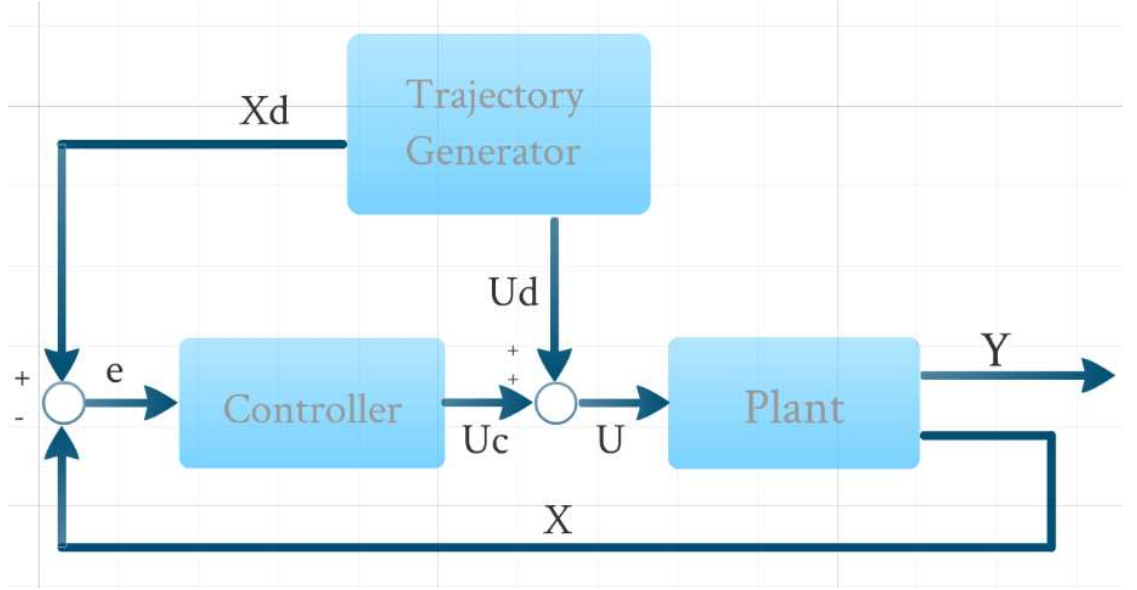 Trajectory
Generator
Xd
Ud
+
-
e
Controller
Uc
+
+
U
Plant
Y
X